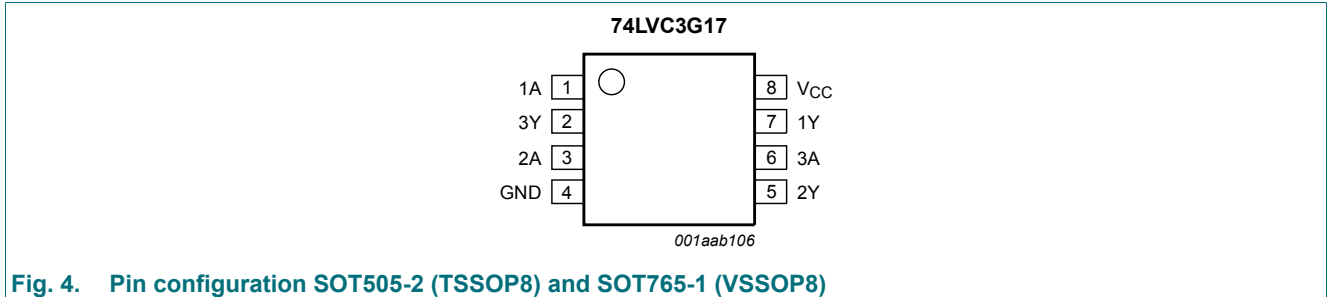 74LVC3G17
1A 1 8 VCC
3Y 2 7 1Y
2A 3 6 3A
GND 4 5 2Y
001aab106
Fig. 4. Pin configuration SOT505-2 (TSSOP8) and SOT765-1 (VSSOP8)